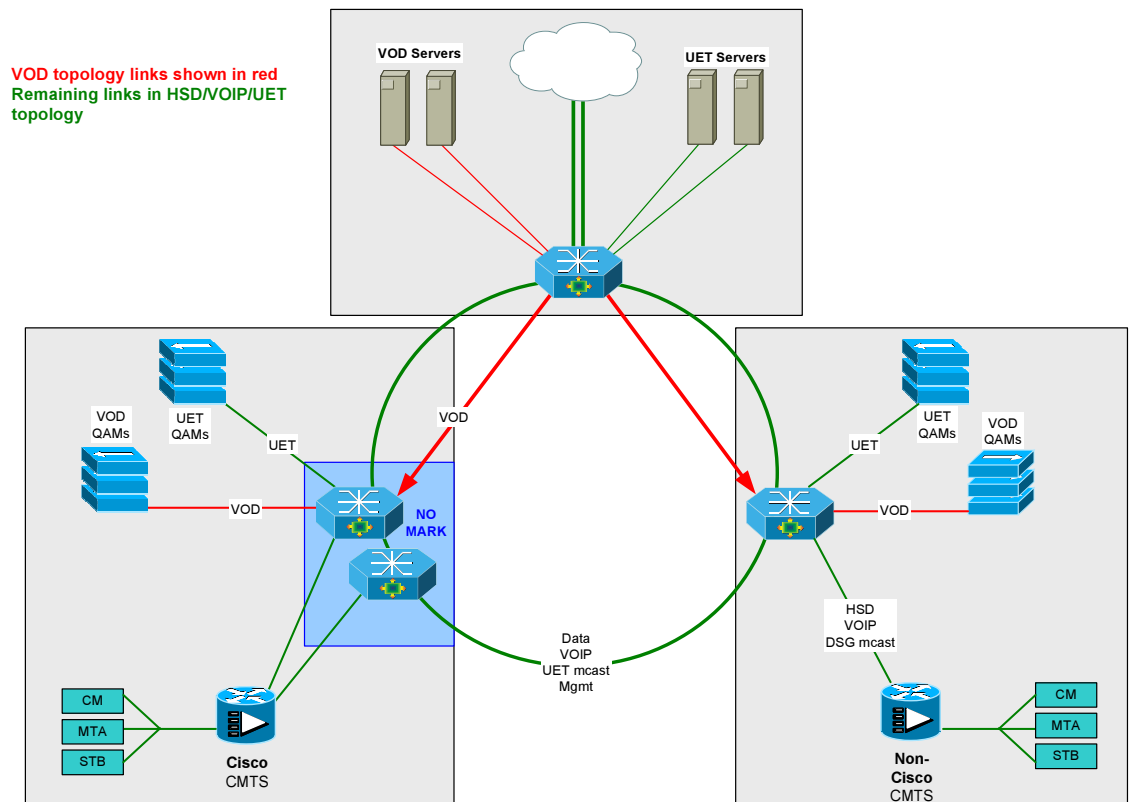 VOD topology links shown in red
Remaining links in HSD/VOIP/UET
topology
VOD Servers
UET Servers
VOD
QAMs
UET
QAMs
UET
VOD
VOD
NO
MARK
CM
MTA
STB
Cisco
CMTS
Data
VOIP
UET mcast
Mgmt
UET
QAMs
VOD
QAMs
UET
VOD
HSD
VOIP
DSG mcast
CM
MTA
STB
Non-
Cisco
CMTS